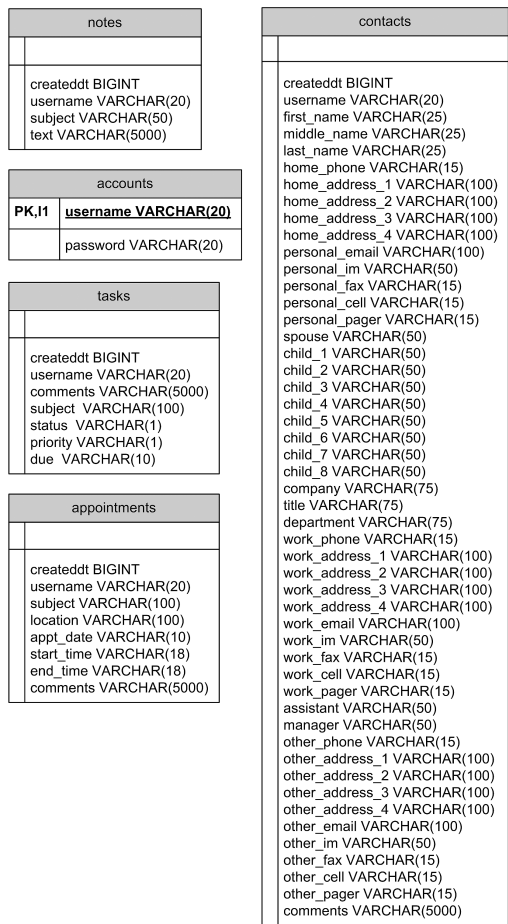 notes
createddt BIGINT
username VARCHAR(20)
subject VARCHAR(50)
text VARCHAR(5000)
accounts
PK,I1 username VARCHAR(20)
password VARCHAR(20)
tasks
createddt BIGINT
username VARCHAR(20)
comments VARCHAR(5000)
subject VARCHAR(100)
status VARCHAR(1)
priority VARCHAR(1)
due VARCHAR(10)
appointments
createddt BIGINT
username VARCHAR(20)
subject VARCHAR(100)
location VARCHAR(100)
appt_date VARCHAR(10)
start_time VARCHAR(18)
end_time VARCHAR(18)
comments VARCHAR(5000)
contacts
createddt BIGINT
username VARCHAR(20)
first_name VARCHAR(25)
middle_name VARCHAR(25)
last_name VARCHAR(25)
home_phone VARCHAR(15)
home_address_1 VARCHAR(100)
home_address_2 VARCHAR(100)
home_address_3 VARCHAR(100)
home_address_4 VARCHAR(100)
personal_email VARCHAR(100)
personal_im VARCHAR(50)
personal_fax VARCHAR(15)
personal_cell VARCHAR(15)
personal_pager VARCHAR(15)
spouse VARCHAR(50)
child_1 VARCHAR(50)
child_2 VARCHAR(50)
child_3 VARCHAR(50)
child_4 VARCHAR(50)
child_5 VARCHAR(50)
child_6 VARCHAR(50)
child_7 VARCHAR(50)
child_8 VARCHAR(50)
company VARCHAR(75)
title VARCHAR(75)
department VARCHAR(75)
work_phone VARCHAR(15)
work_address_1 VARCHAR(100)
work_address_2 VARCHAR(100)
work_address_3 VARCHAR(100)
work_address_4 VARCHAR(100)
work_email VARCHAR(100)
work_im VARCHAR(50)
work_fax VARCHAR(15)
work_cell VARCHAR(15)
work_pager VARCHAR(15)
assistant VARCHAR(50)
manager VARCHAR(50)
other_phone VARCHAR(15)
other_address_1 VARCHAR(100)
other_address_2 VARCHAR(100)
other_address_3 VARCHAR(100)
other_address_4 VARCHAR(100)
other_email VARCHAR(100)
other_im VARCHAR(50)
other_fax VARCHAR(15)
other_cell VARCHAR(15)
other_pager VARCHAR(15)
comments VARCHAR(5000)